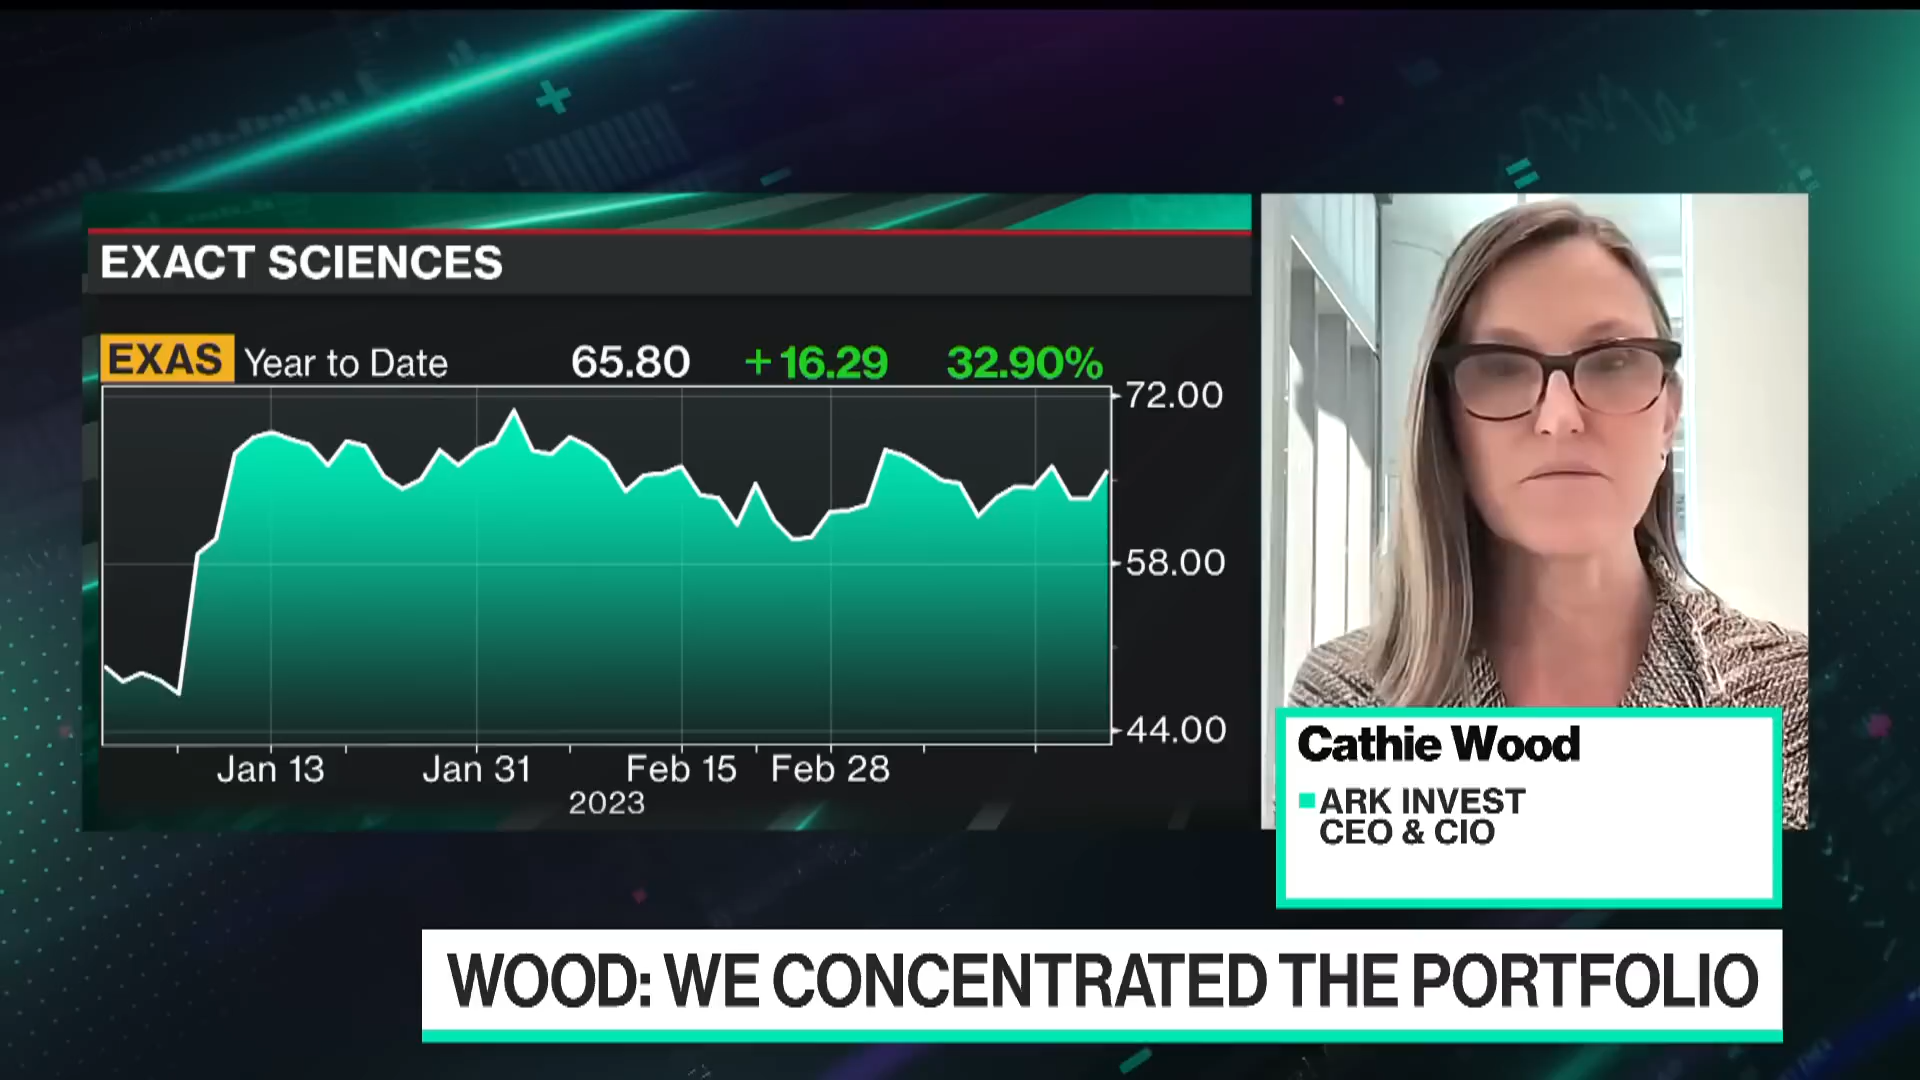 EXACT SCIENCES
EXAS Year to Date 65.80 +16.29 32.90%
72.00
58.00
44.00
Jan 13 Jan 31 Feb 15 Feb 28
2023
Cathie Wood
ARK INVEST
CEO & CIO
WOOD: WE CONCENTRATED THE PORTFOLIO